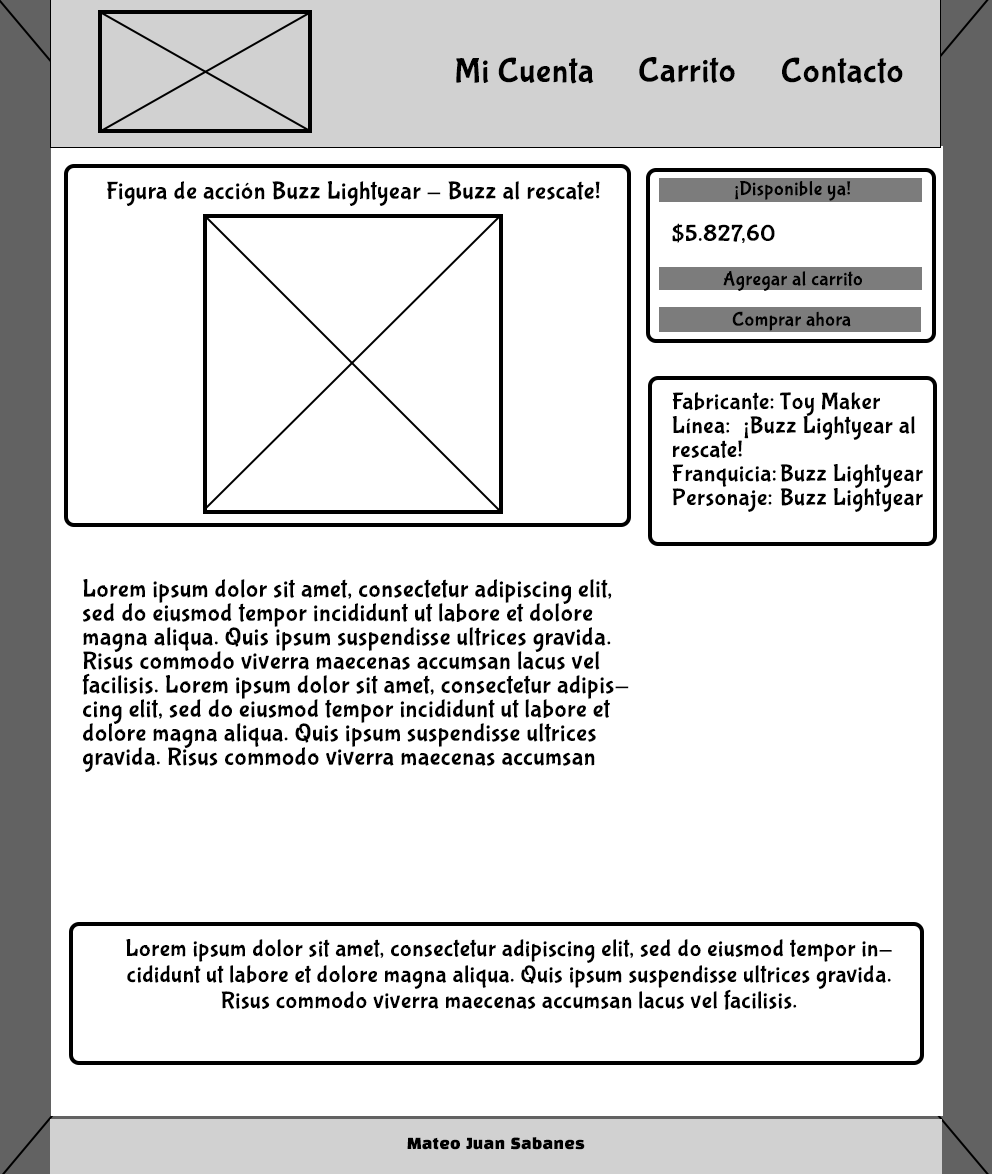 Mi Cuenta Carrito Contacto
Figura de acción Buzz Lightyear – Buzz al rescate!
¡Disponible ya!
$5.827,60
Agregar al carrito
Comprar ahora
Fabricante: Toy Maker
Línea: ¡Buzz Lightyear al
rescate!
Franquicia: Buzz Lightyear
Personaje: Buzz Lightyear
Lorem ipsum dolor sit amet, consectetur adipiscing elit,
sed do eiusmod tempor incididunt ut labore et dolore
magna aliqua. Quis ipsum suspendisse ultrices gravida.
Risus commodo viverra maecenas accumsan lacus vel
facilisis. Lorem ipsum dolor sit amet, consectetur adipis–
cing elit, sed do eiusmod tempor incididunt ut labore et
dolore magna aliqua. Quis ipsum suspendisse ultrices
gravida. Risus commodo viverra maecenas accumsan
Lorem ipsum dolor sit amet, consectetur adipiscing elit, sed do eiusmod tempor in–
cididunt ut labore et dolore magna aliqua. Quis ipsum suspendisse ultrices gravida.
Risus commodo viverra maecenas accumsan lacus vel facilisis.
Mateo Juan Sabanes